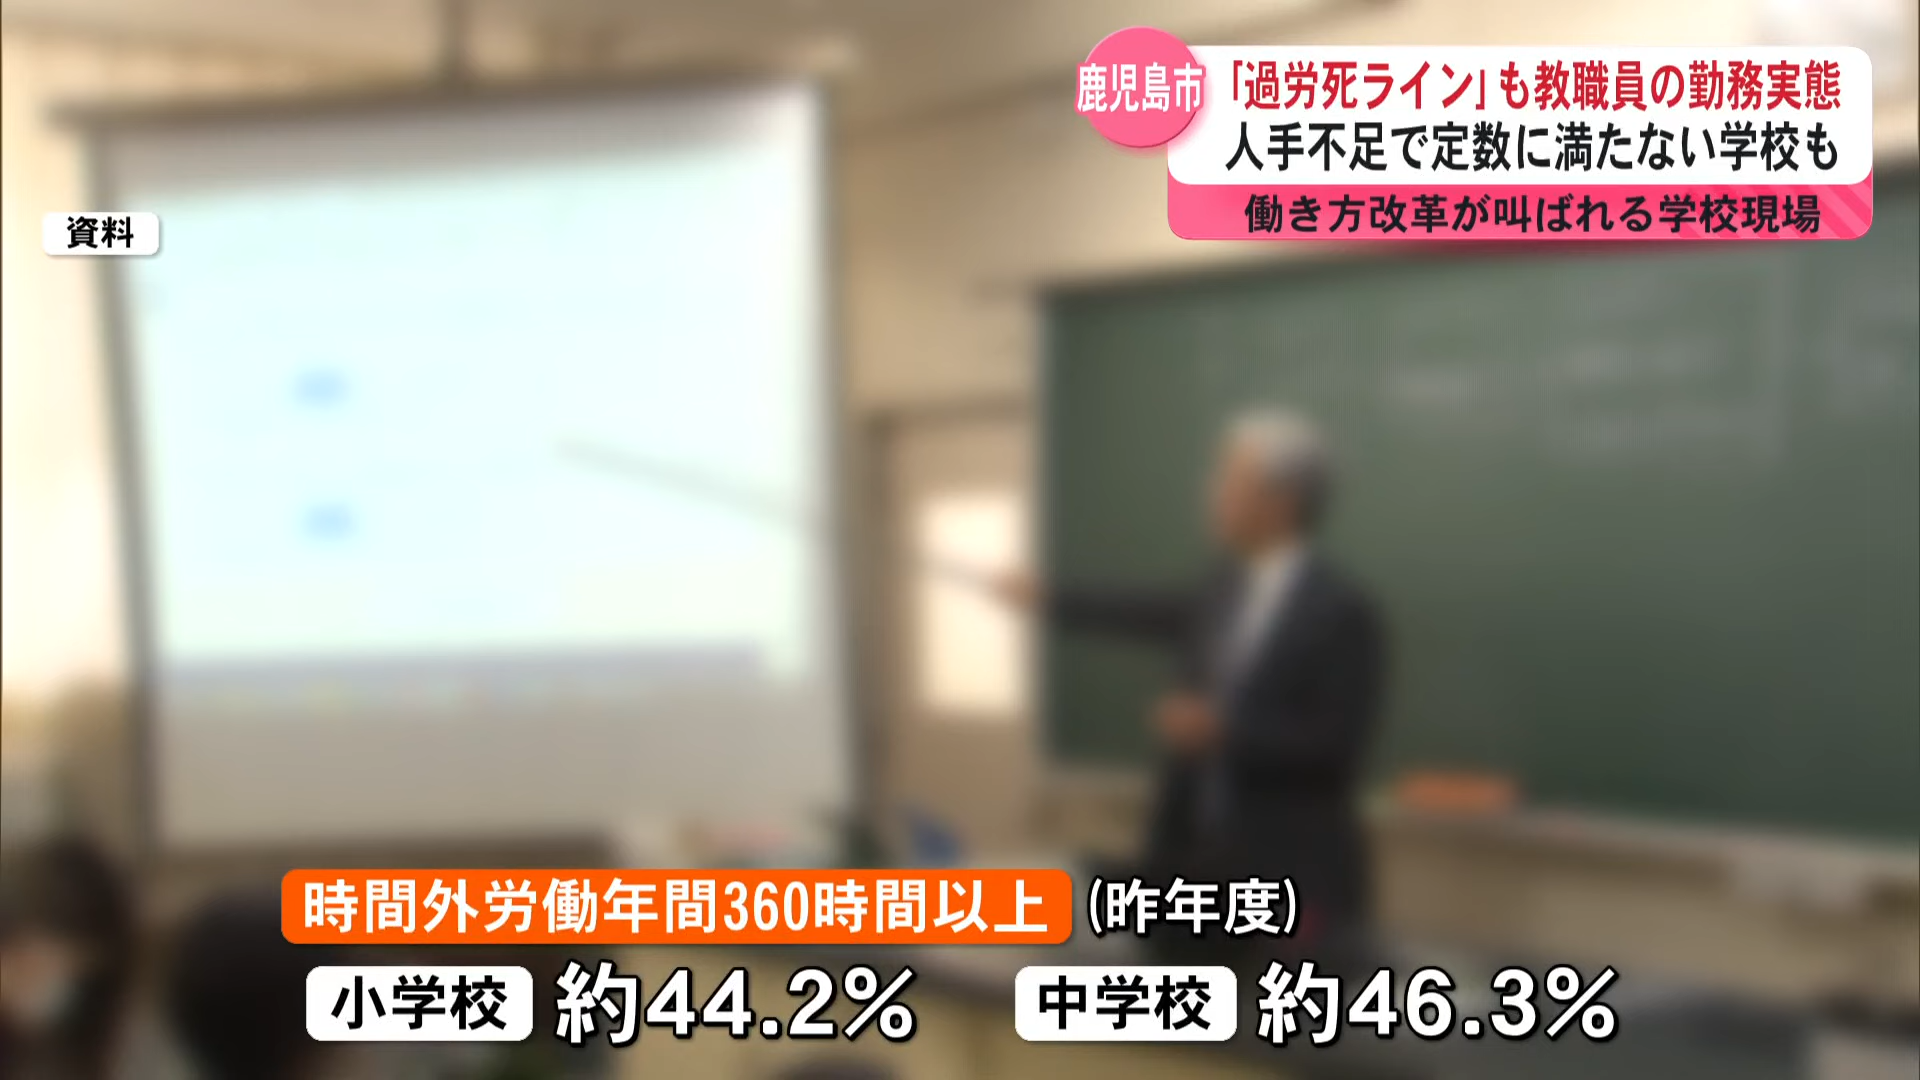 鹿児島市
「過労死ライン」も教職員の勤務実態
人手不足で定数に満たない学校も
働き方改革が叫ばれる学校現場
資料
時間外労働年間360時間以上 (昨年度)
小学校 約44.2% 中学校 約46.3%